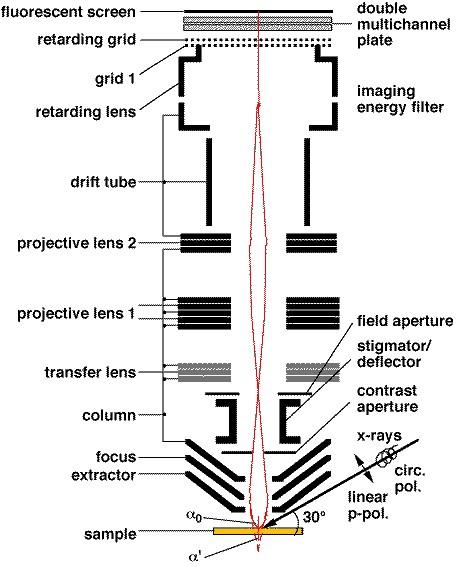 fluorescent screen
double
multichannel
plate
retarding grid
grid 1
retarding lens
imaging
energy filter
drift tube
projective lens 2
projective lens 1
field aperture
stigmator/
deflector
transfer lens
contrast
aperture
column
x-rays
focus
circ.
pol.
extractor
linear
p-pol.
α₀
30°
sample
α'